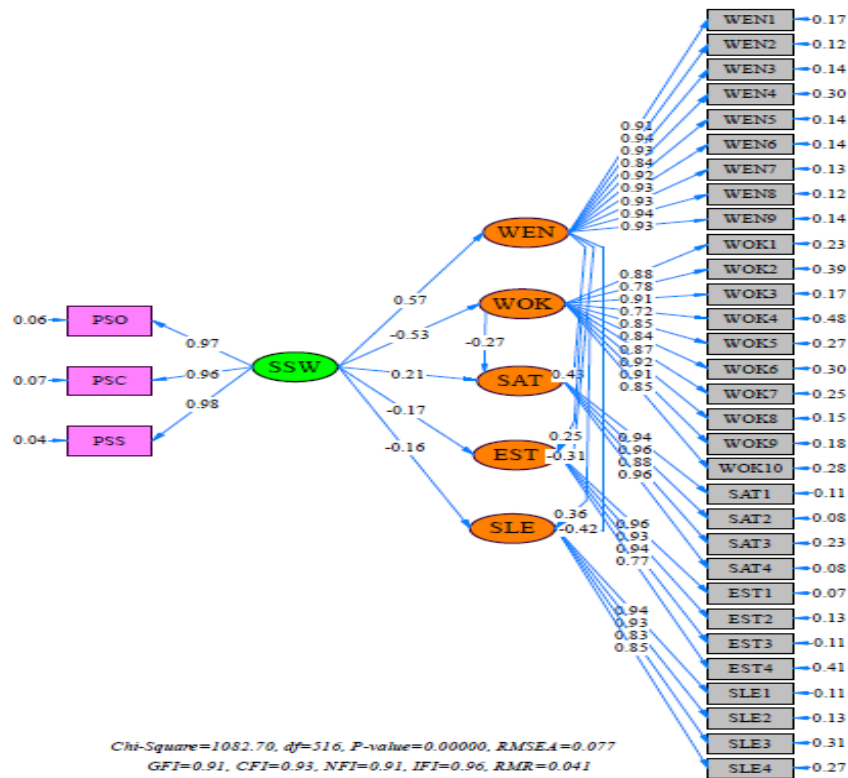 WEN1 0.17
WEN2 0.12
WEN3 0.14
WEN4 0.30
WEN5 0.14
WEN6 0.14
WEN7 0.13
WEN8 0.12
WEN9 0.14
WOK1 0.23
WOK2 0.39
WOK3 0.17
WOK4 0.48
WOK5 0.27
WOK6 0.30
WOK7 0.25
WOK8 0.15
WOK9 0.18
WOK10 0.28
SAT1 0.11
SAT2 0.08
SAT3 0.23
SAT4 0.08
EST1 0.07
EST2 0.13
EST3 0.11
EST4 0.41
SLE1 0.11
SLE2 0.13
SLE3 0.31
SLE4 0.27
0.91
0.94
0.93
0.84
0.92
0.93
0.93
0.94
0.93
0.88
0.78
0.91
0.72
0.85
0.84
0.87
0.92
0.91
0.85
0.94
0.96
0.88
0.96
0.96
0.93
0.94
0.77
0.94
0.93
0.83
0.85
WEN
WOK
SAT
EST
SLE
0.57
-0.53
-0.27
0.21
-0.17
-0.16
0.43
0.25
-0.31
0.36
-0.42
SSW
0.06 PSO 0.97
0.07 PSC 0.96
0.04 PSS 0.98
Chi-Square=1082.70, df=516, P-value=0.00000, RMSEA=0.077
GFI=0.91, CFI=0.93, NFI=0.91, IFI=0.96, RMR=0.041